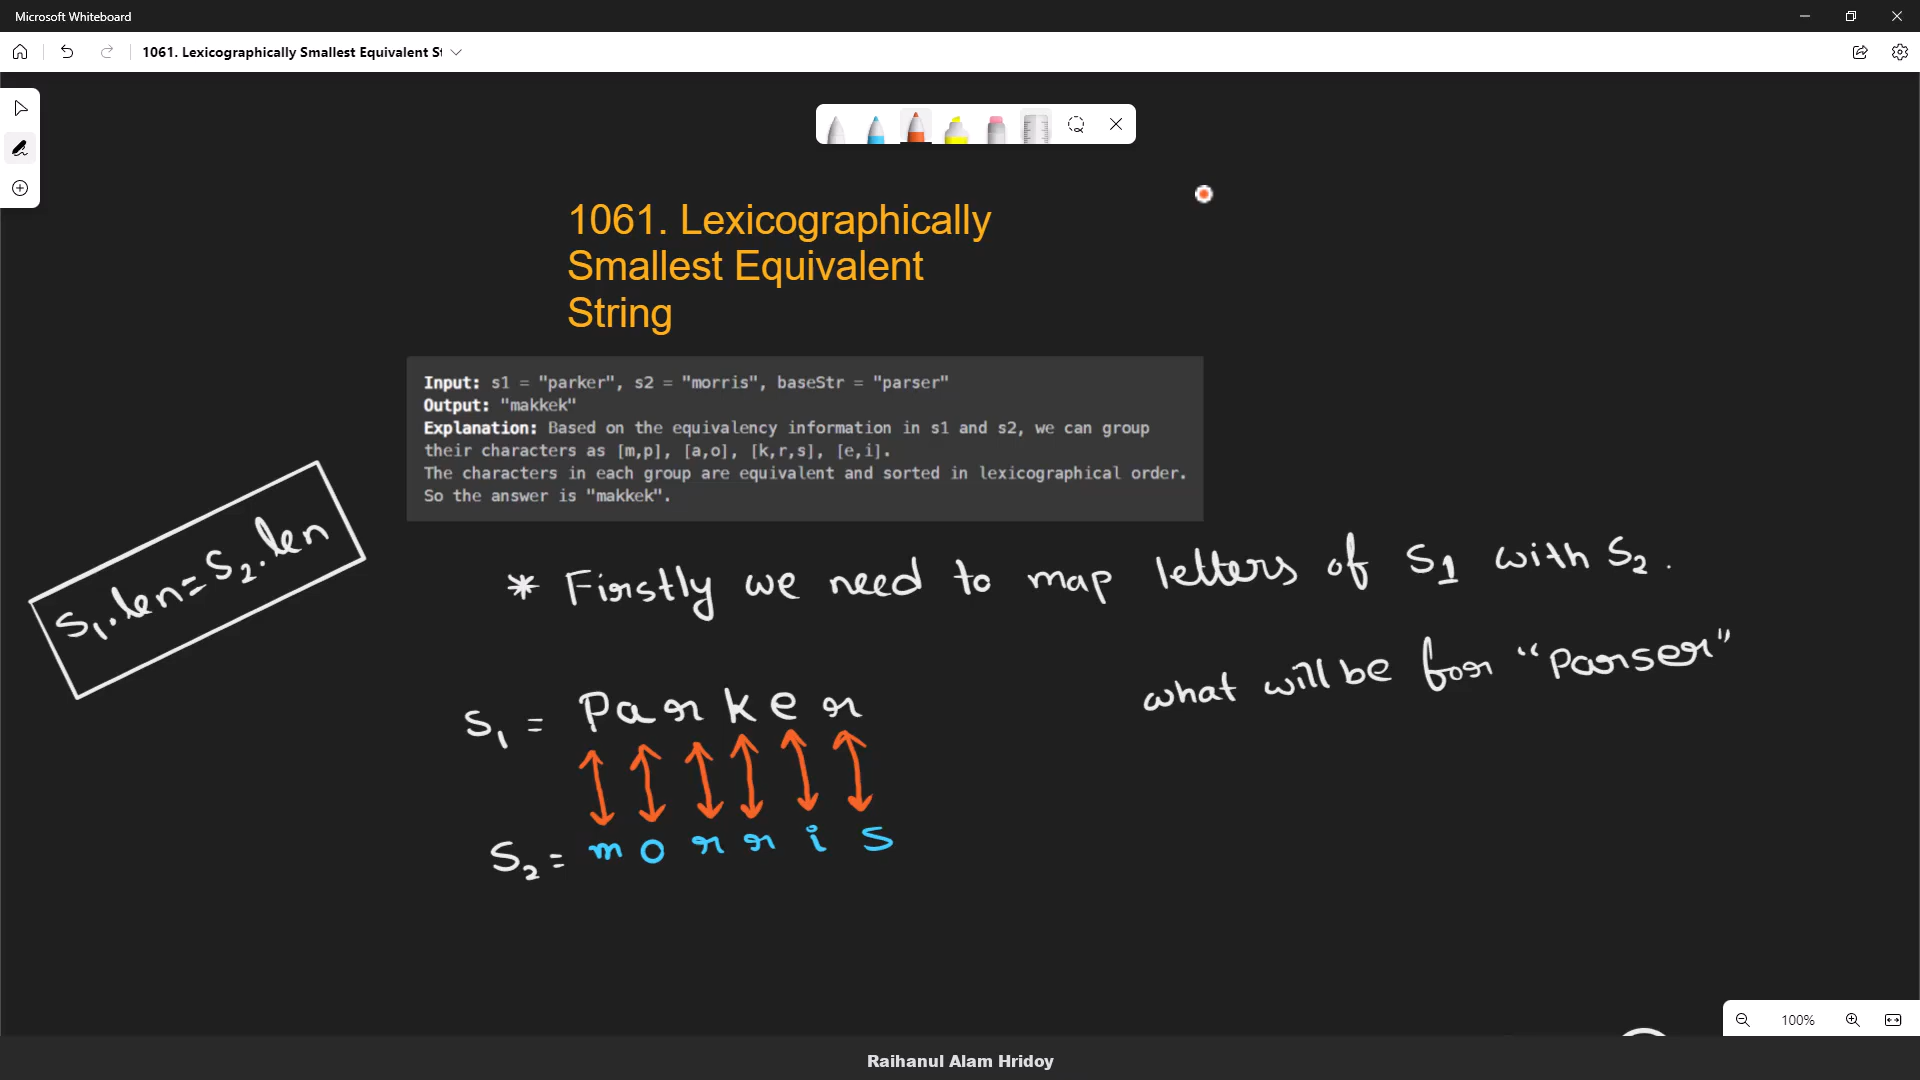 Microsoft Whiteboard
1061. Lexicographically Smallest Equivalent St
1061. Lexicographically
Smallest Equivalent
String
Input: s1 = "parker", s2 = "morris", baseStr = "parser"
Output: "makkek"
Explanation: Based on the equivalency information in s1 and s2, we can group
their characters as [m,p], [a,o], [k,r,s], [e,i].
The characters in each group are equivalent and sorted in lexicographical order.
So the answer is "makkek".
S1.len=S2.len
* Firstly we need to map letters of S1 with S2.
what will be for "Parser"
S1 = Parker
S2 = morris
100%
Raihanul Alam Hridoy